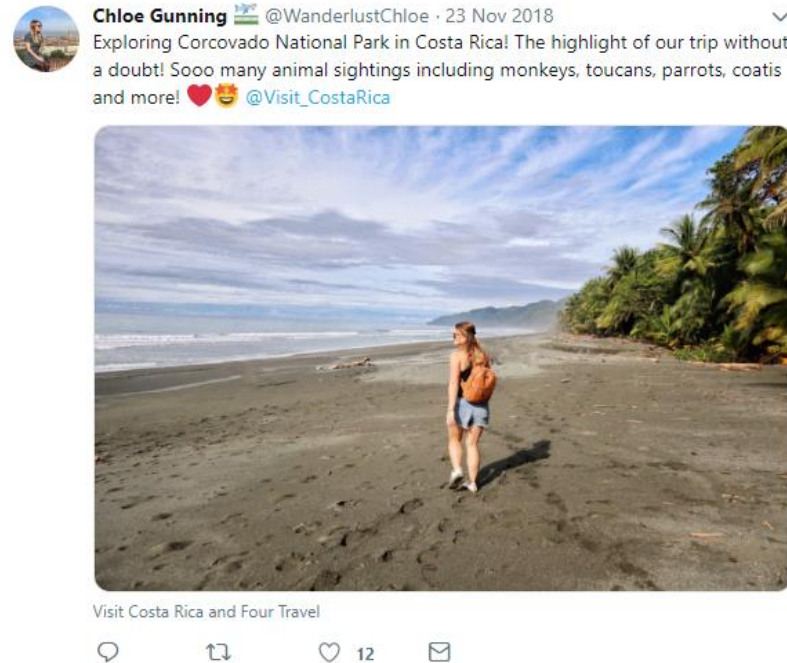 Chloe Gunning @WanderlustChloe · 23 Nov 2018
Exploring Corcovado National Park in Costa Rica! The highlight of our trip without
a doubt! Sooo many animal sightings including monkeys, toucans, parrots, coatis
and more! ❤️🤩 @Visit_CostaRica
Visit Costa Rica and Four Travel
12